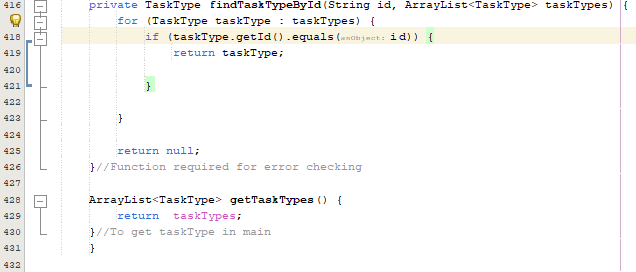 416 private TaskType findTaskTypeById(String id, ArrayList<TaskType> taskTypes) {
for (TaskType taskType : taskTypes) {
418 if (taskType.getId().equals(anObject: id)) {
419 return taskType;
420
421 }
422
423 }
424
425 return null;
426 }//Function required for error checking
427
428 ArrayList<TaskType> getTaskTypes() {
429 return taskTypes;
430 }//To get taskType in main
431 }
432